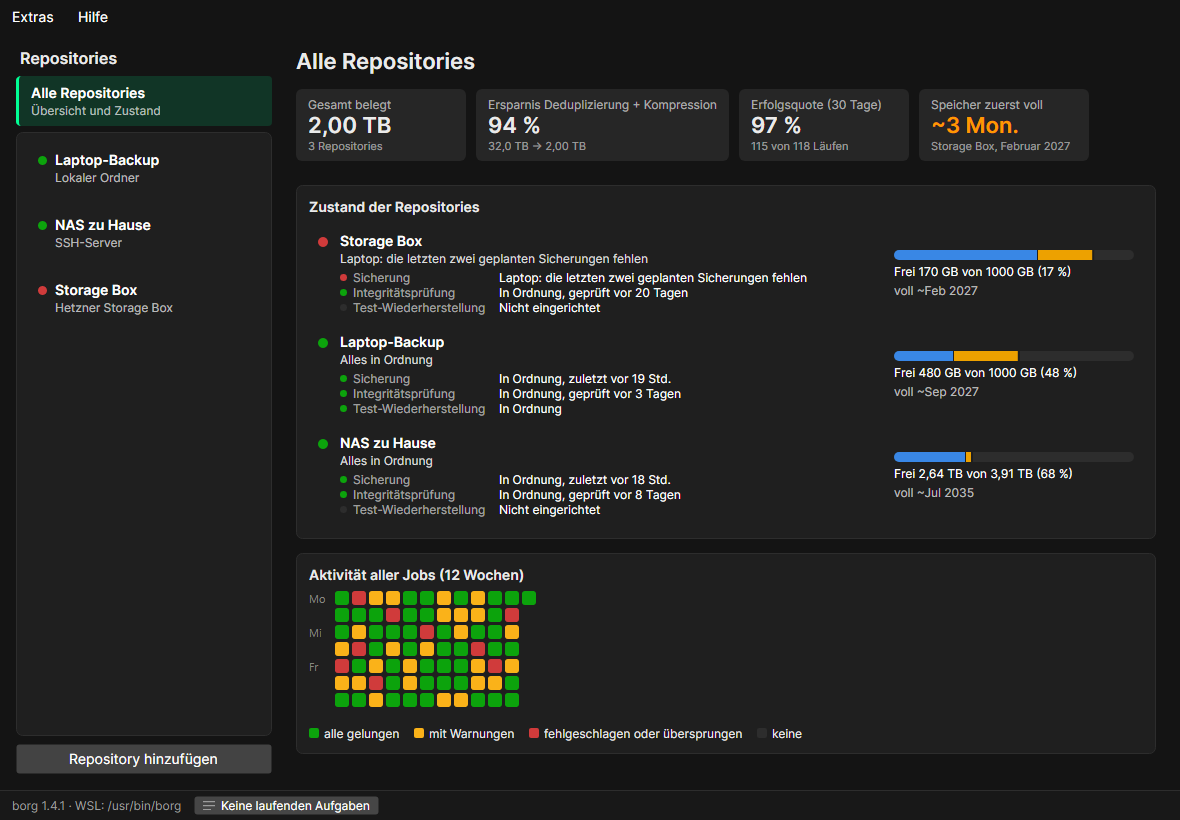 Extras Hilfe
Repositories
Alle Repositories
Übersicht und Zustand
Laptop-Backup
Lokaler Ordner
NAS zu Hause
SSH-Server
Storage Box
Hetzner Storage Box
Repository hinzufügen
Alle Repositories
Gesamt belegt
2,00 TB
3 Repositories
Ersparnis Deduplizierung + Kompression
94 %
32,0 TB → 2,00 TB
Erfolgsquote (30 Tage)
97 %
115 von 118 Läufen
Speicher zuerst voll
~3 Mon.
Storage Box, Februar 2027
Zustand der Repositories
Storage Box
Laptop: die letzten zwei geplanten Sicherungen fehlen
Sicherung Laptop: die letzten zwei geplanten Sicherungen fehlen
Integritätsprüfung In Ordnung, geprüft vor 20 Tagen
Test-Wiederherstellung Nicht eingerichtet
Frei 170 GB von 1000 GB (17 %)
voll ~Feb 2027
Laptop-Backup
Alles in Ordnung
Sicherung In Ordnung, zuletzt vor 19 Std.
Integritätsprüfung In Ordnung, geprüft vor 3 Tagen
Test-Wiederherstellung In Ordnung
Frei 480 GB von 1000 GB (48 %)
voll ~Sep 2027
NAS zu Hause
Alles in Ordnung
Sicherung In Ordnung, zuletzt vor 18 Std.
Integritätsprüfung In Ordnung, geprüft vor 8 Tagen
Test-Wiederherstellung Nicht eingerichtet
Frei 2,64 TB von 3,91 TB (68 %)
voll ~Jul 2035
Aktivität aller Jobs (12 Wochen)
Mo
Mi
Fr
alle gelungen mit Warnungen fehlgeschlagen oder übersprungen keine
borg 1.4.1 · WSL: /usr/bin/borg Keine laufenden Aufgaben